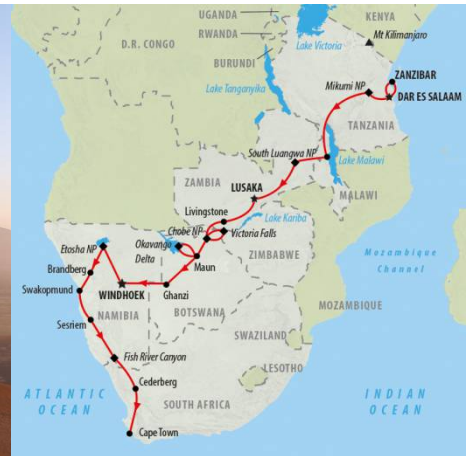 UGANDA
KENYA
RWANDA
Lake Victoria
Mt Kilimanjaro
D.R. CONGO
BURUNDI
ZANZIBAR
Lake Tanganyika
Mikumi NP
DAR ES SALAAM
TANZANIA
South Luangwa NP
Lake Malawi
ZAMBIA
LUSAKA
MALAWI
Livingstone
Lake Kariba
Chobe NP
Victoria Falls
Etosha NP
Okavango
Delta
Mozambique
Channel
Maun
ZIMBABWE
Brandberg
WINDHOEK
Ghanzi
Swakopmund
MOZAMBIQUE
NAMIBIA
BOTSWANA
Sesriem
SWAZILAND
Fish River Canyon
LESOTHO
Cederberg
ATLANTIC
OCEAN
SOUTH AFRICA
INDIAN
OCEAN
Cape Town